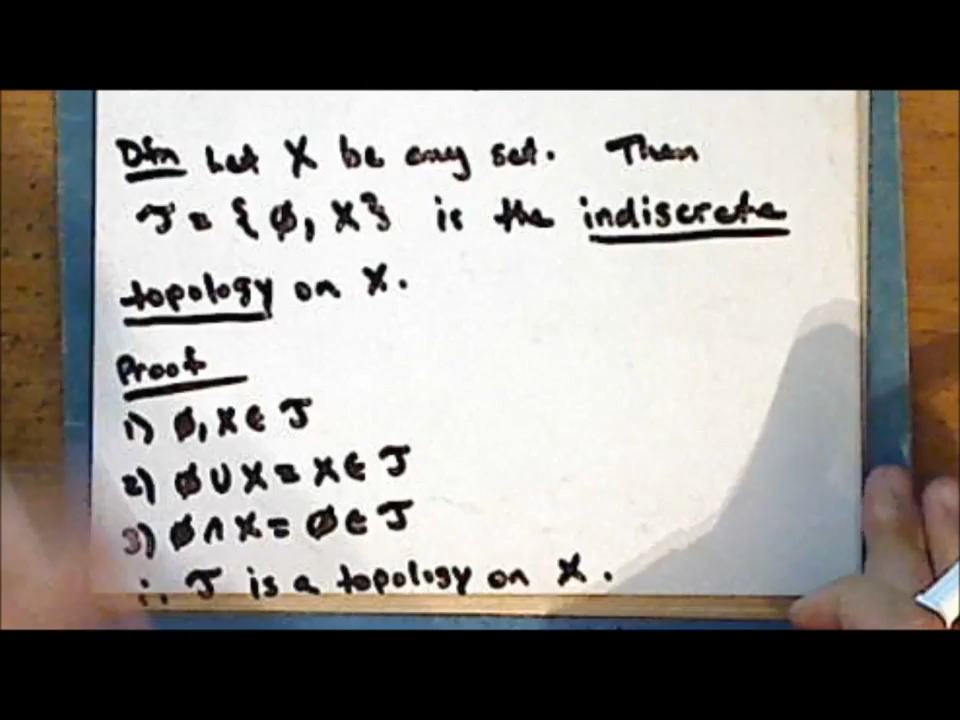 Dfn Let X be any set. Then
𝒯 = {∅, X} is the indiscrete
topology on X.
Proof
1) ∅, X ∈ 𝒯
2) ∅ ∪ X = X ∈ 𝒯
3) ∅ ∩ X = ∅ ∈ 𝒯
∴ 𝒯 is a topology on X.